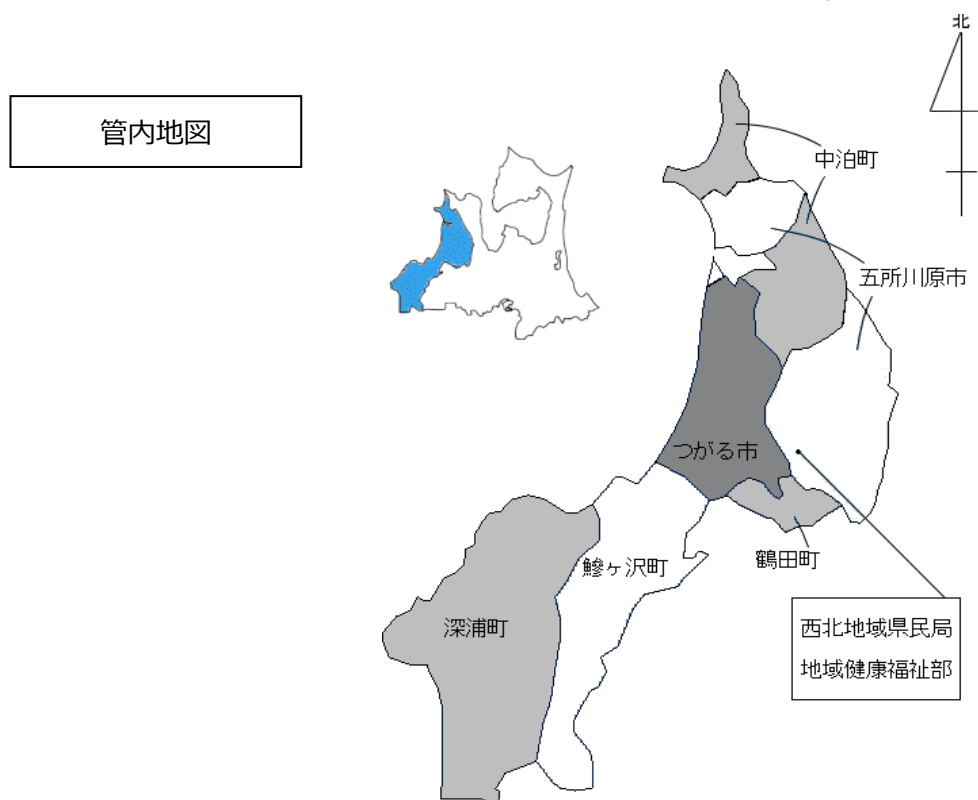 北
管内地図
中泊町
五所川原市
つがる市
鶴田町
鰺ヶ沢町
深浦町
西北地域県民局
地域健康福祉部